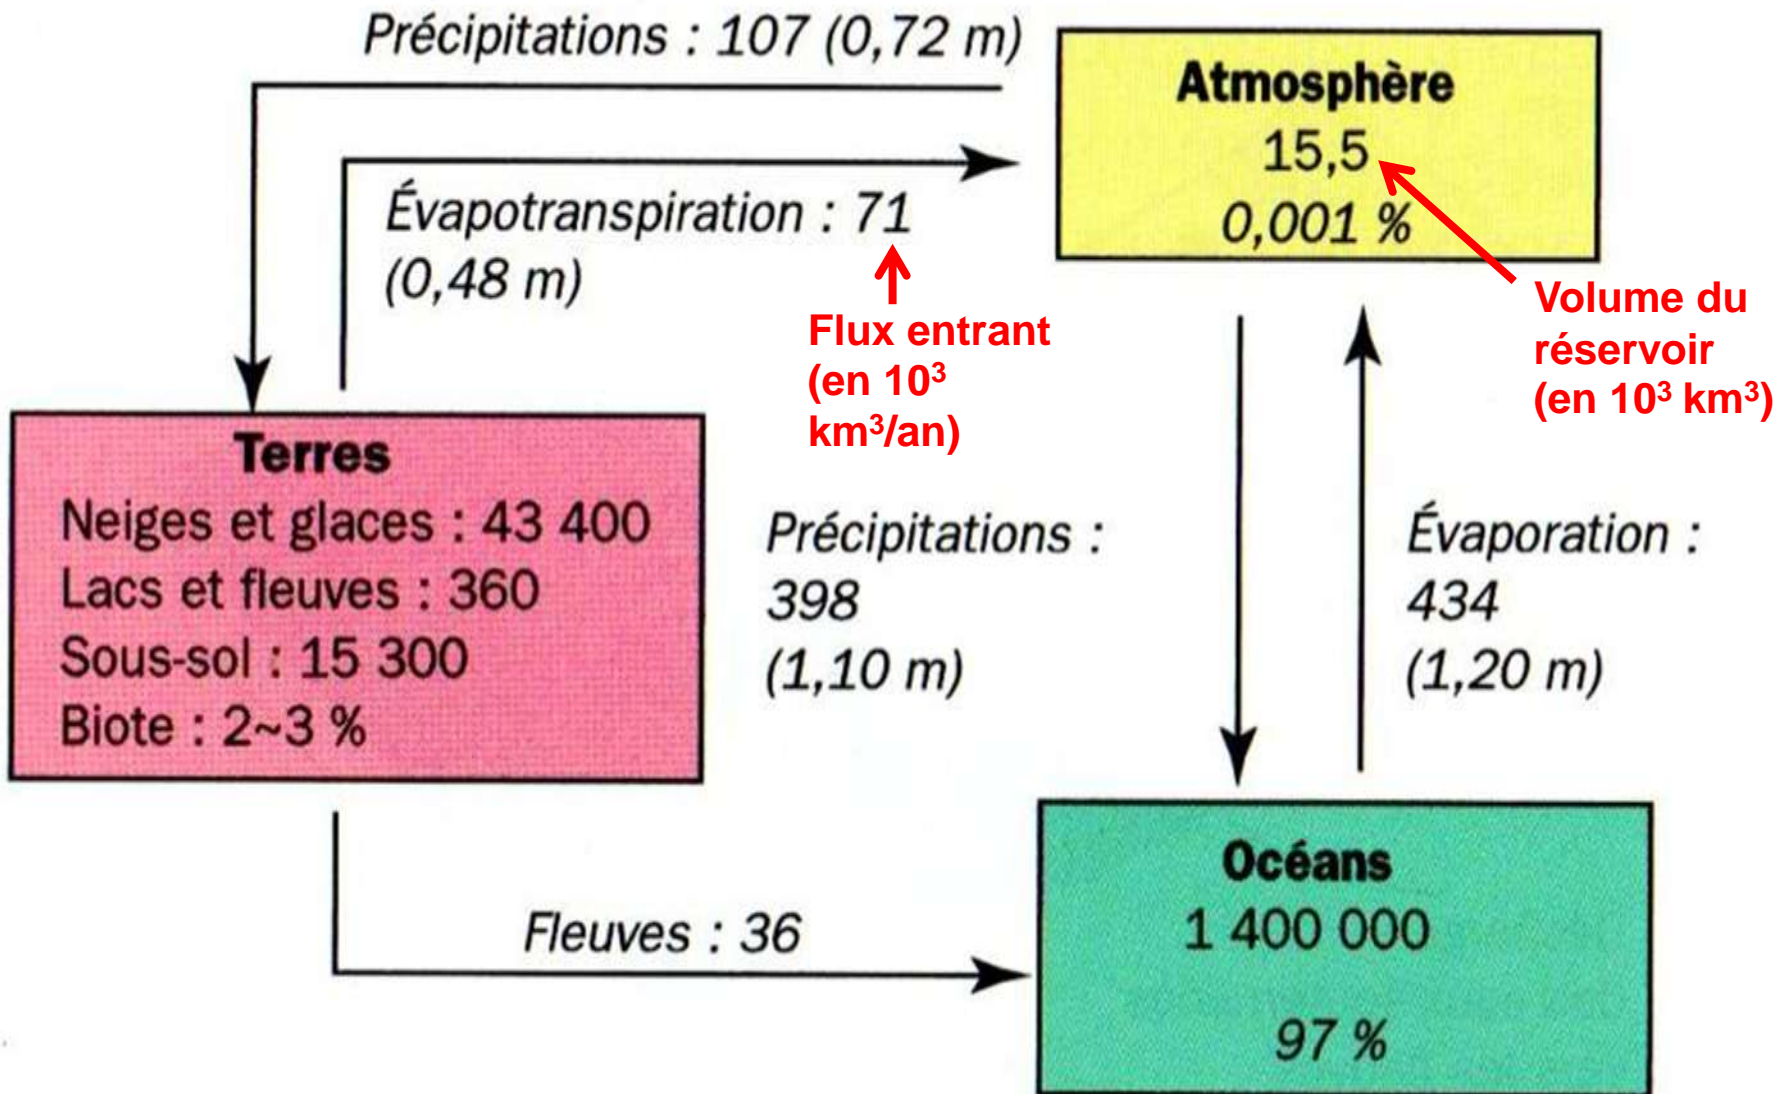 Précipitations : 107 (0,72 m)
Atmosphère
15,5
0,001 %
Évapotranspiration : 71
(0,48 m)
Flux entrant
(en 10³
km³/an)
Volume du
réservoir
(en 10³ km³)
Terres
Neiges et glaces : 43 400
Lacs et fleuves : 360
Sous-sol : 15 300
Biote : 2~3 %
Précipitations :
398
(1,10 m)
Évaporation :
434
(1,20 m)
Fleuves : 36
Océans
1 400 000
97 %